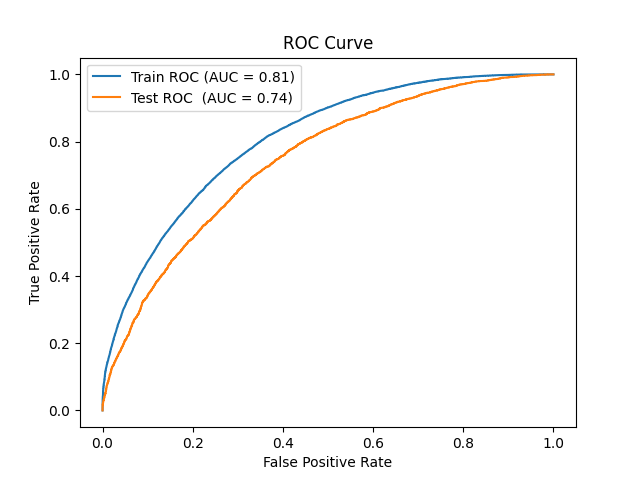 ROC Curve
Train ROC (AUC = 0.81)
Test ROC  (AUC = 0.74)
1.0
0.8
0.6
0.4
0.2
0.0
True Positive Rate
0.0 0.2 0.4 0.6 0.8 1.0
False Positive Rate